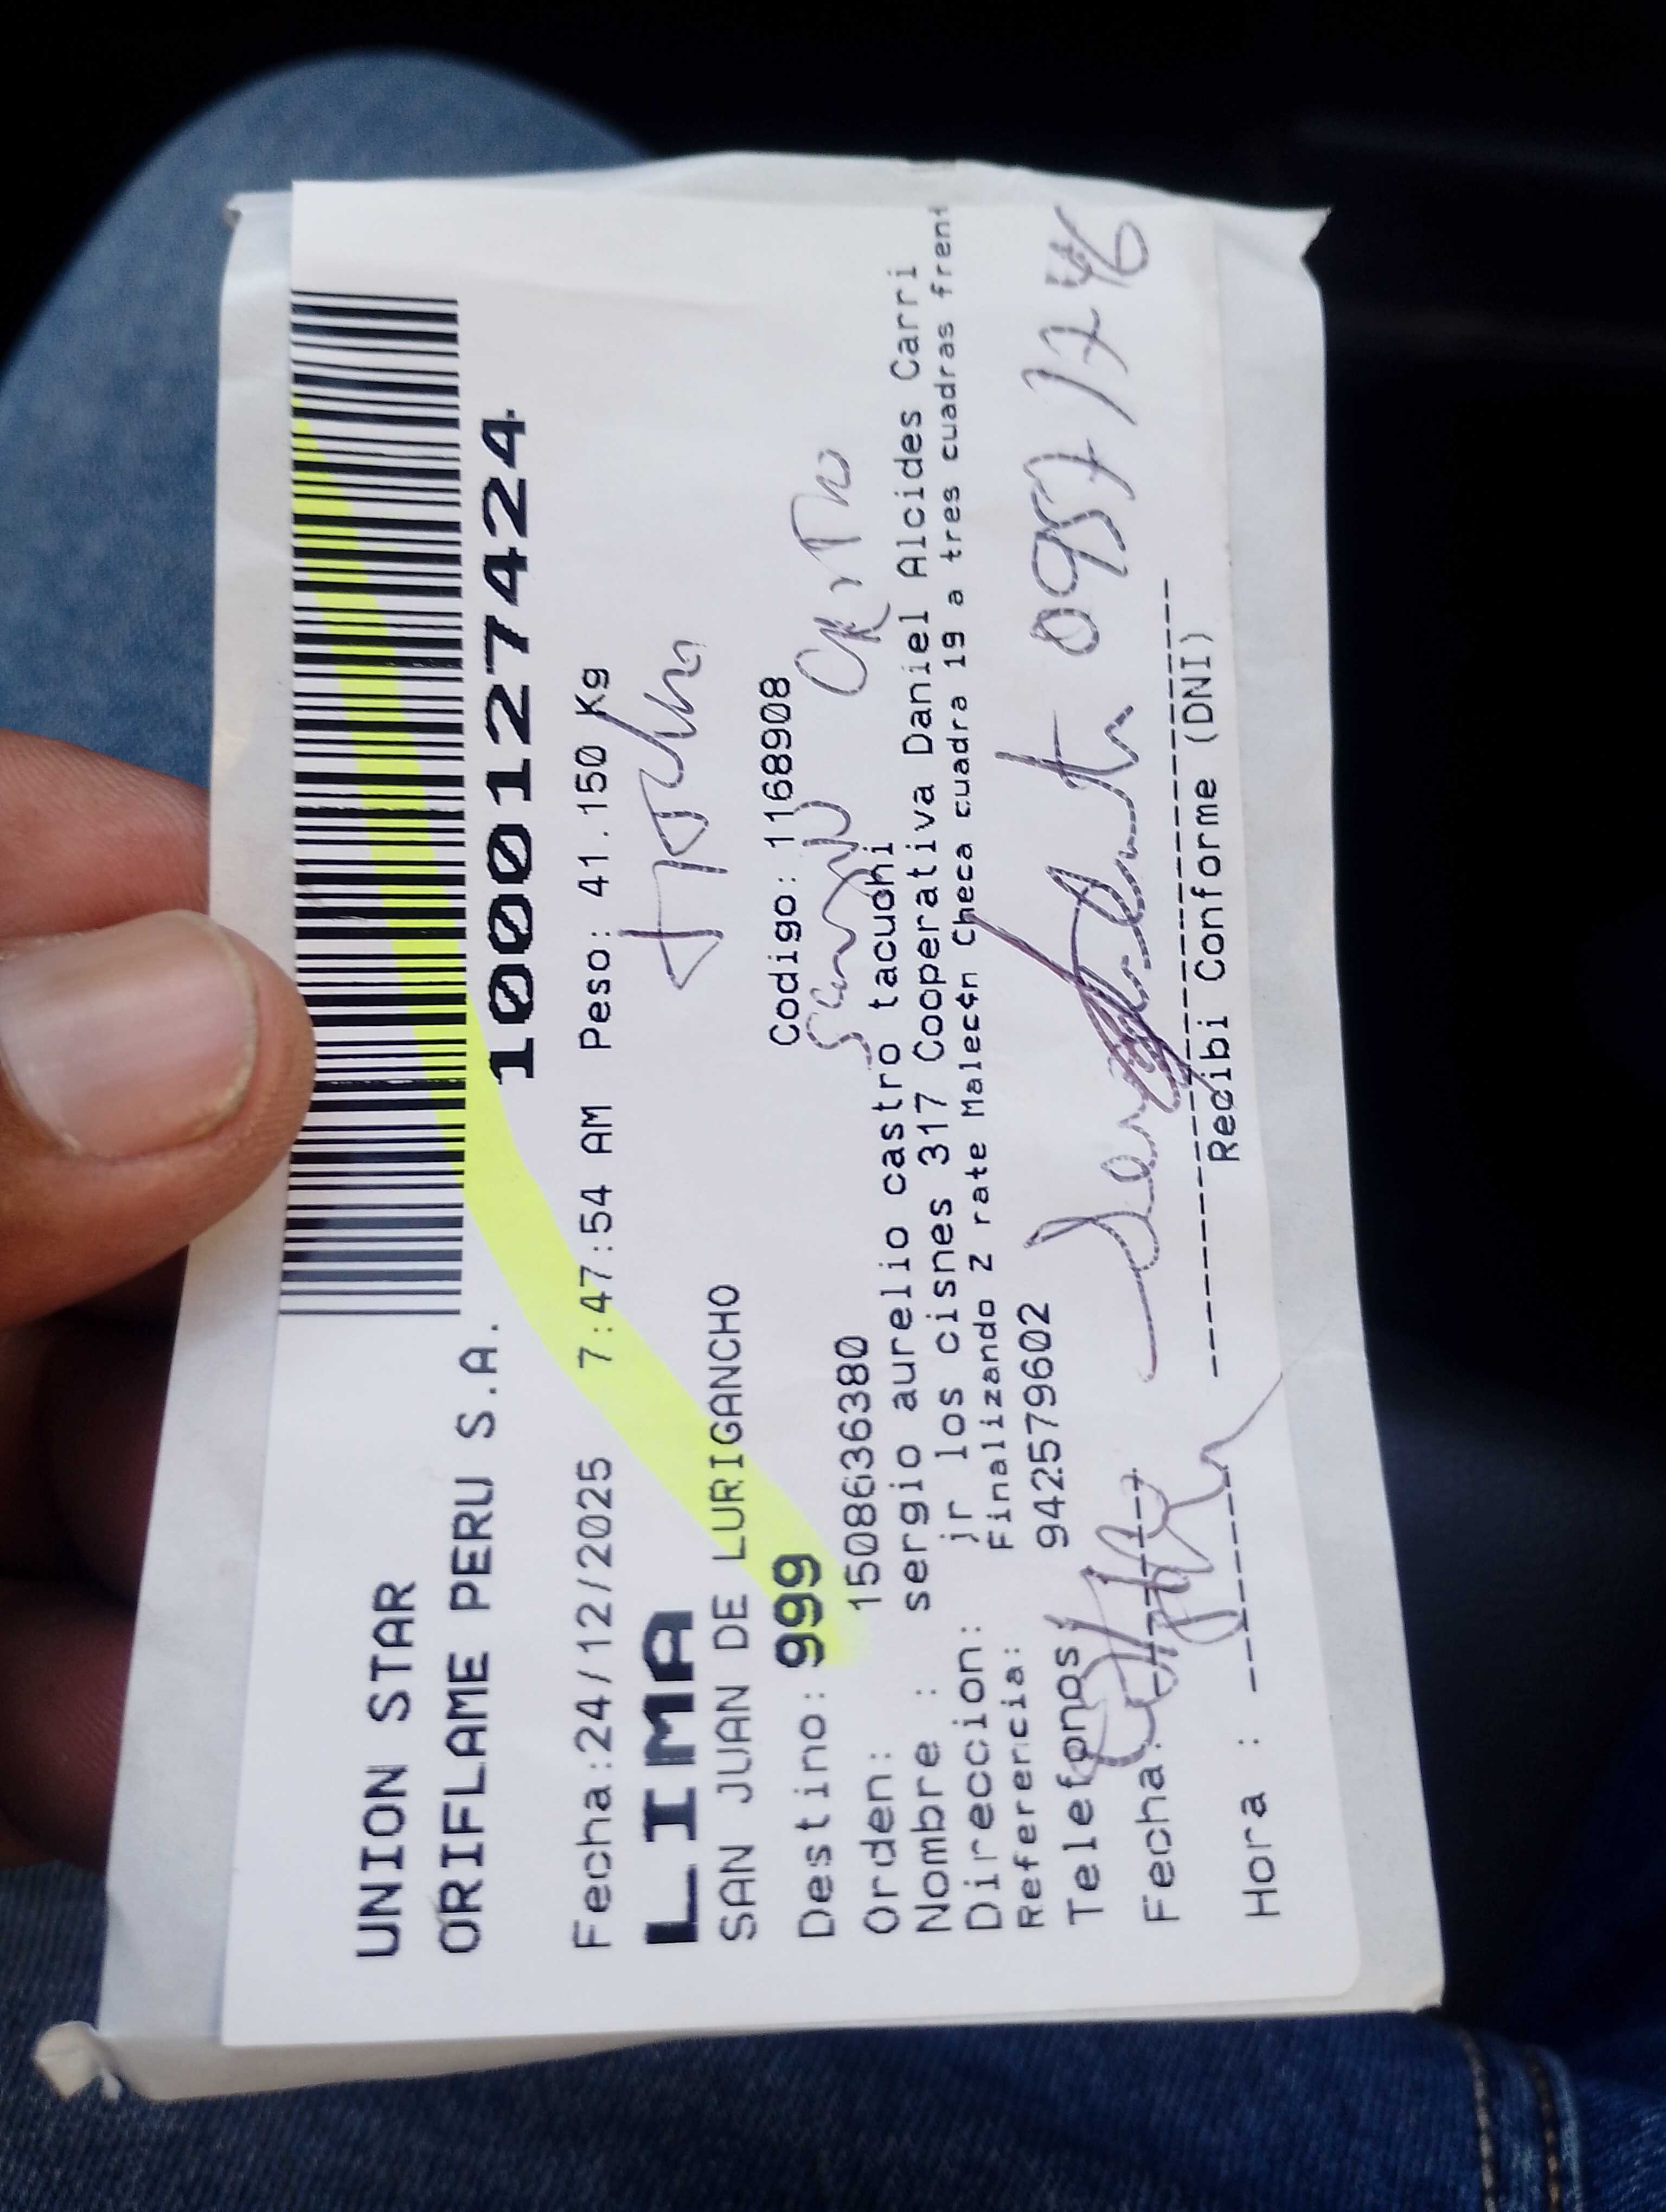 UNION STAR
ORIFLAME PERU S.A.
1000127424
Fecha:24/12/2025 7:47:54 AM Peso: 41.150 Kg
LIMA
SAN JUAN DE LURIGANCHO
Destino: 999 Codigo: 1168908
Orden: 1508636380
Nombre : sergio aurelio castro tacuchi
Direccion: jr los cisnes 317 Cooperativa Daniel Alcides Carri
Referencia: Finalizando z rate Malec¢n Checa cuadra 19 a tres cuadras frent
Telefonos: 942579602
Fecha:
Hora :
Recibi Conforme (DNI)